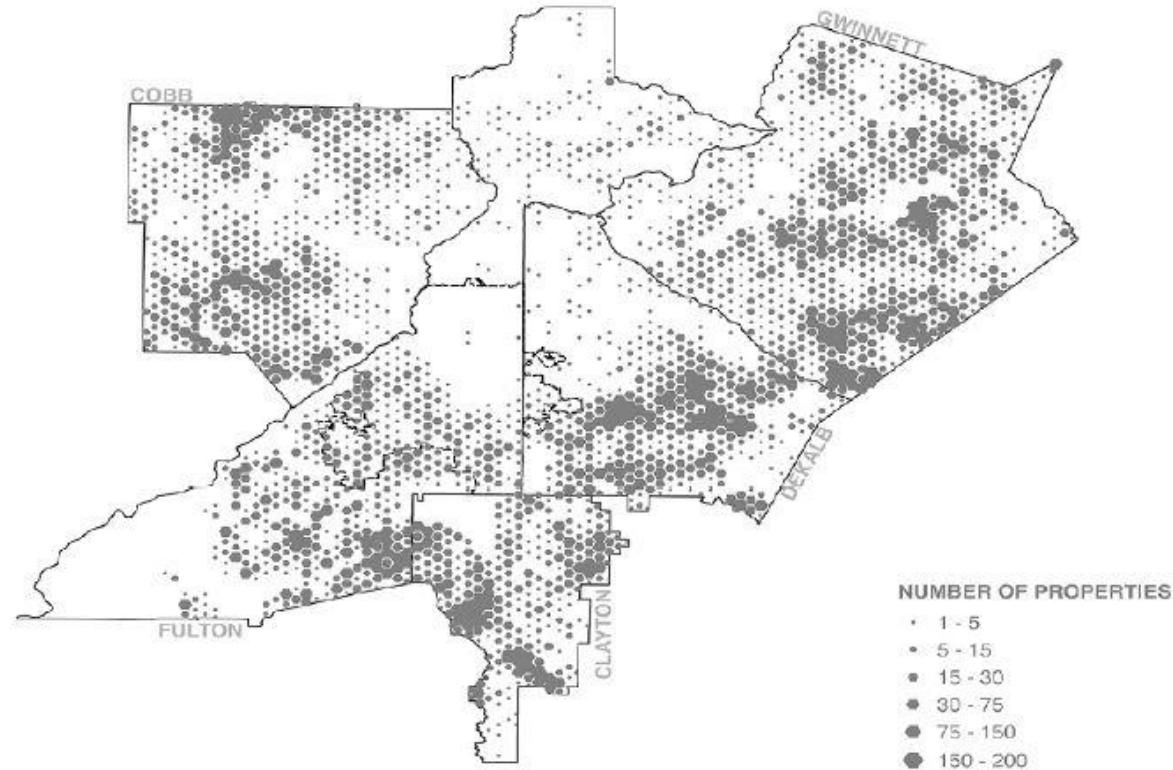 GWINNETT
COBB
DEKALB
CLAYTON
FULTON
NUMBER OF PROPERTIES
1 - 5
5 - 15
15 - 30
30 - 75
75 - 150
150 - 200